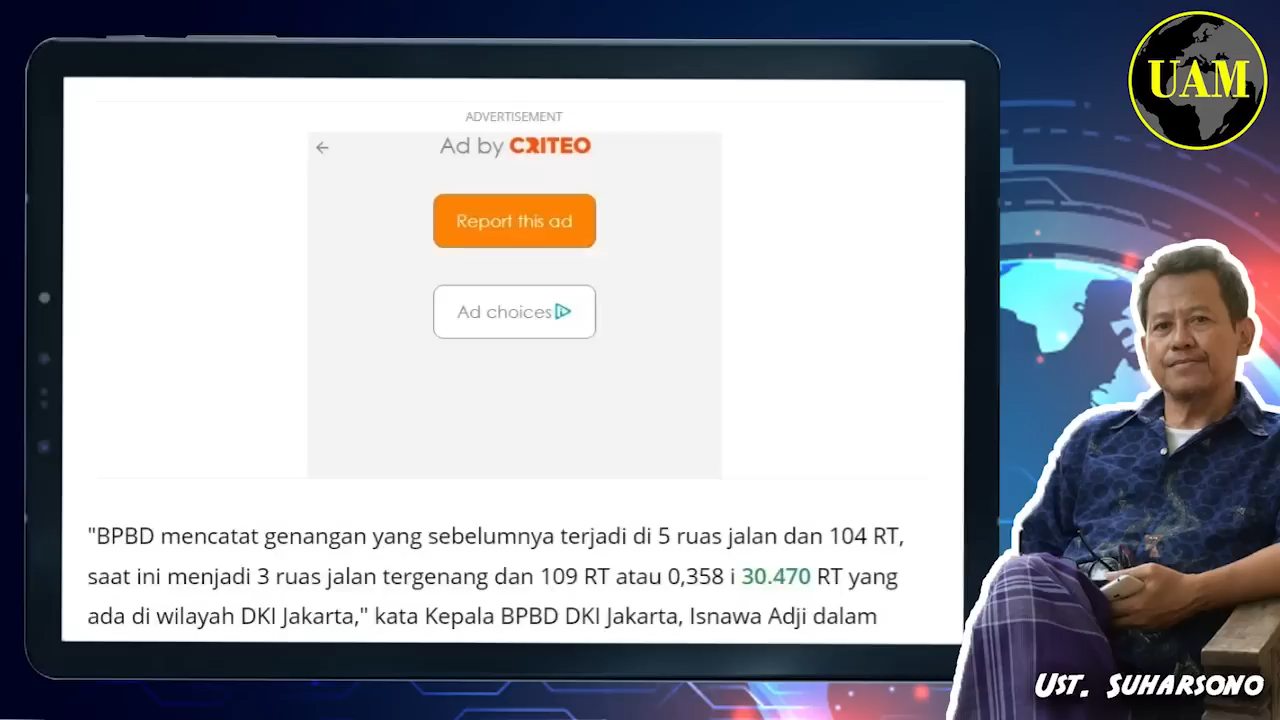 UAM
ADVERTISEMENT
Ad by CRITEO
Report this ad
Ad choices
"BPBD mencatat genangan yang sebelumnya terjadi di 5 ruas jalan dan 104 RT,
saat ini menjadi 3 ruas jalan tergenang dan 109 RT atau 0,358 i 30.470 RT yang
ada di wilayah DKI Jakarta," kata Kepala BPBD DKI Jakarta, Isnawa Adji dalam
UST. SUHARSONO